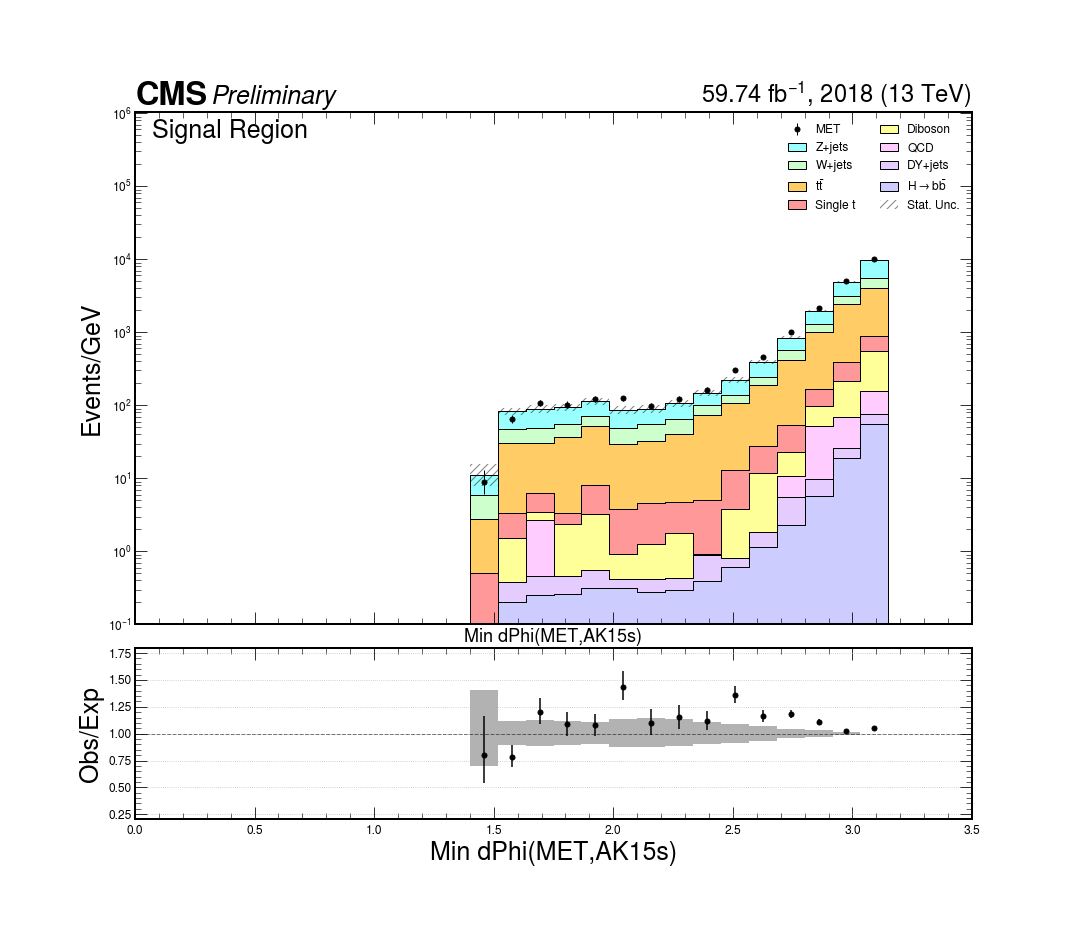 CMS Preliminary 59.74 fb⁻¹, 2018 (13 TeV)
Signal Region
MET
Z+jets
W+jets
tt̄
Single t
Diboson
QCD
DY+jets
H→bb̄
Stat. Unc.
Events/GeV
10⁶
10⁵
10⁴
10³
10²
10¹
10⁰
10⁻¹
Min dPhi(MET,AK15s)
Obs/Exp
1.75
1.50
1.25
1.00
0.75
0.50
0.25
0.0 0.5 1.0 1.5 2.0 2.5 3.0 3.5
Min dPhi(MET,AK15s)